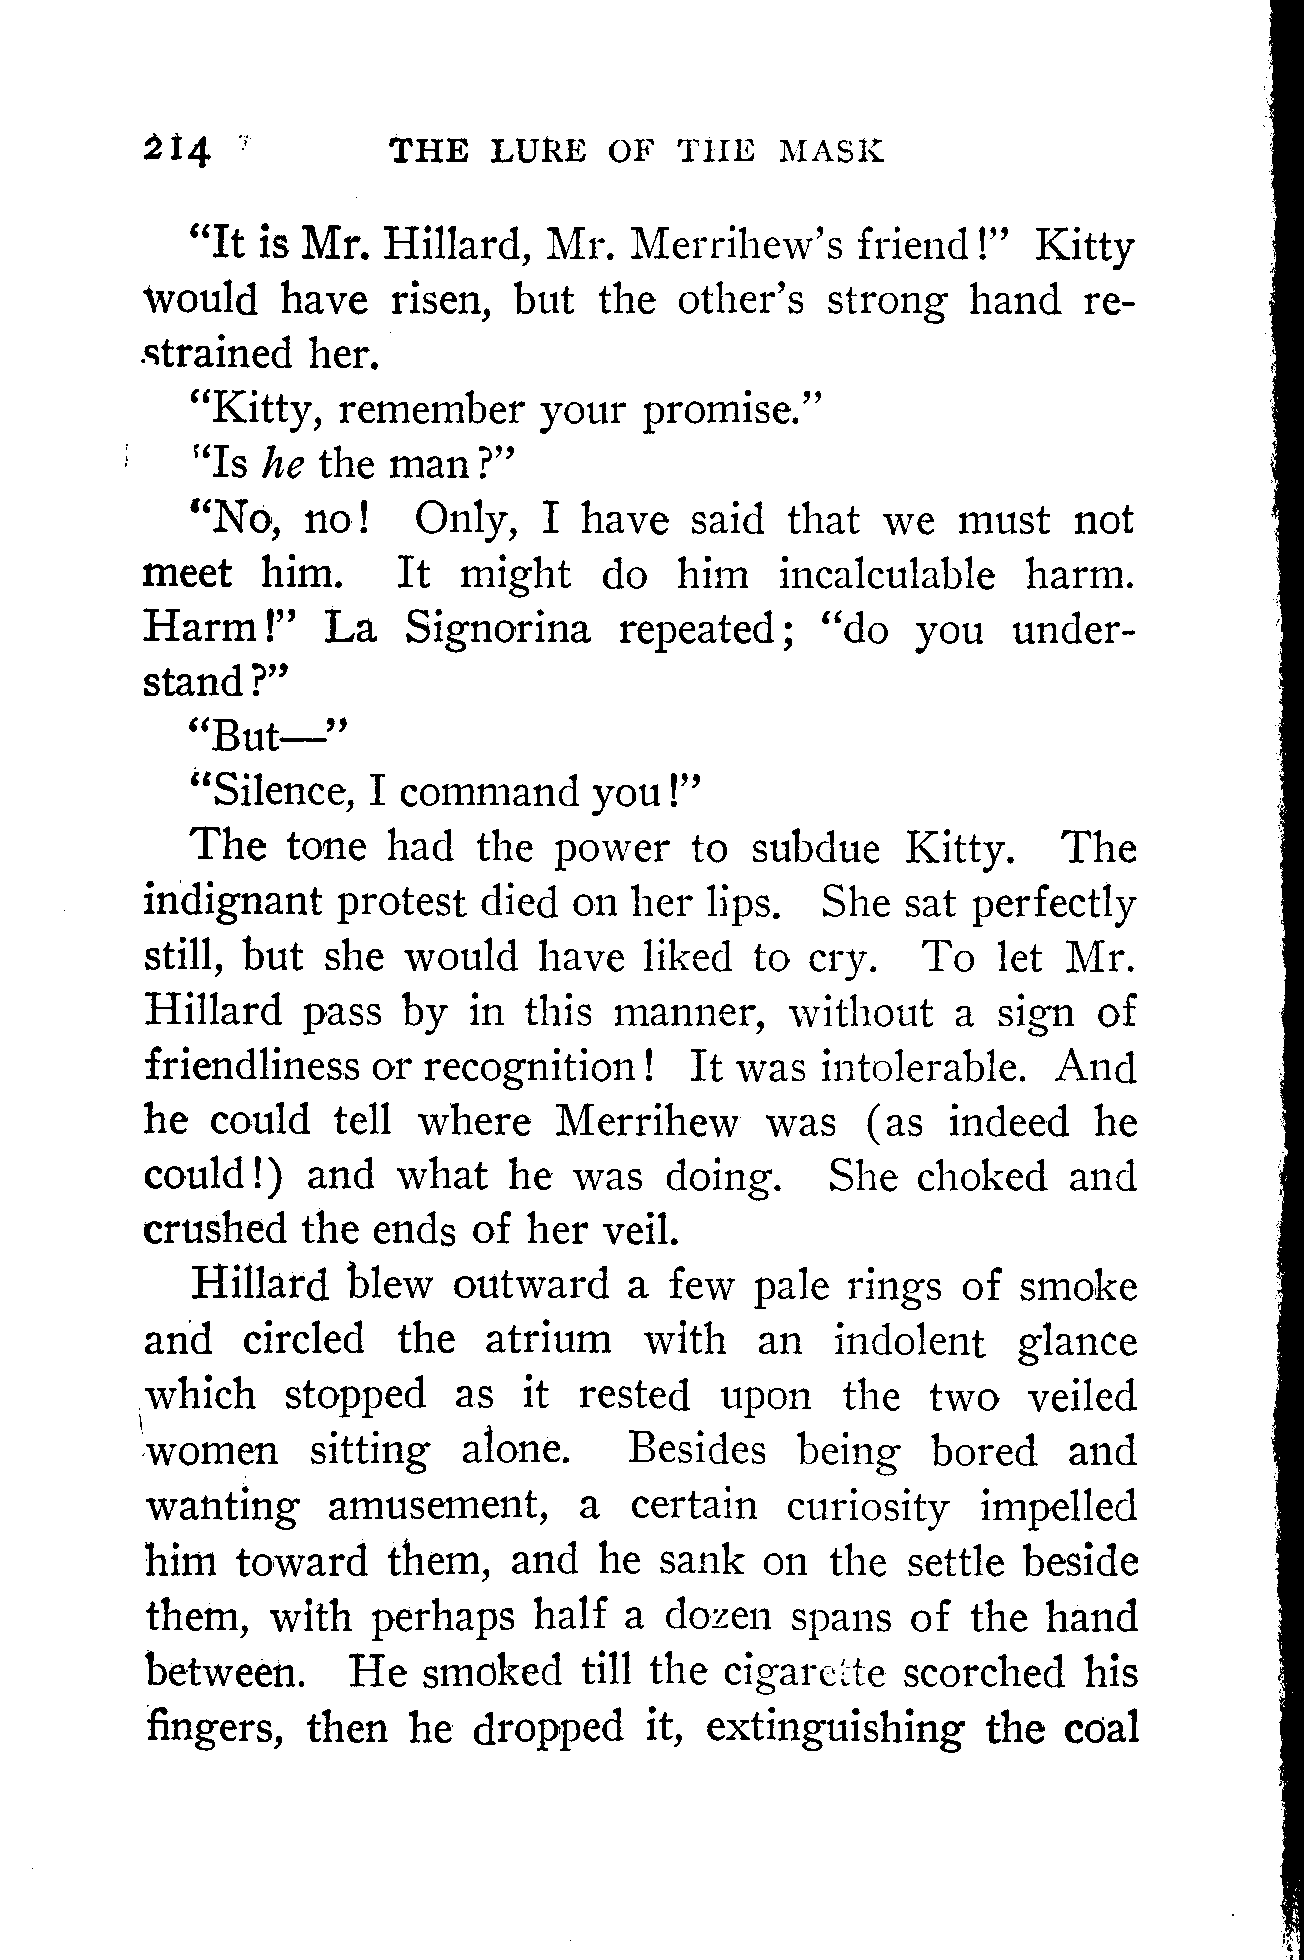 214 THE LURE OF THE MASK
“It is Mr. Hillard, Mr. Merrihew’s friend!” Kitty
would have risen, but the other’s strong hand re-
strained her.
“Kitty, remember your promise.”
“Is he the man?”
“No, no! Only, I have said that we must not
meet him. It might do him incalculable harm.
Harm!” La Signorina repeated; “do you under-
stand?”
“But—”
“Silence, I command you!”
The tone had the power to subdue Kitty. The
indignant protest died on her lips. She sat perfectly
still, but she would have liked to cry. To let Mr.
Hillard pass by in this manner, without a sign of
friendliness or recognition! It was intolerable. And
he could tell where Merrihew was (as indeed he
could!) and what he was doing. She choked and
crushed the ends of her veil.
Hillard blew outward a few pale rings of smoke
and circled the atrium with an indolent glance
which stopped as it rested upon the two veiled
women sitting alone. Besides being bored and
wanting amusement, a certain curiosity impelled
him toward them, and he sank on the settle beside
them, with perhaps half a dozen spans of the hand
between. He smoked till the cigarette scorched his
fingers, then he dropped it, extinguishing the coal